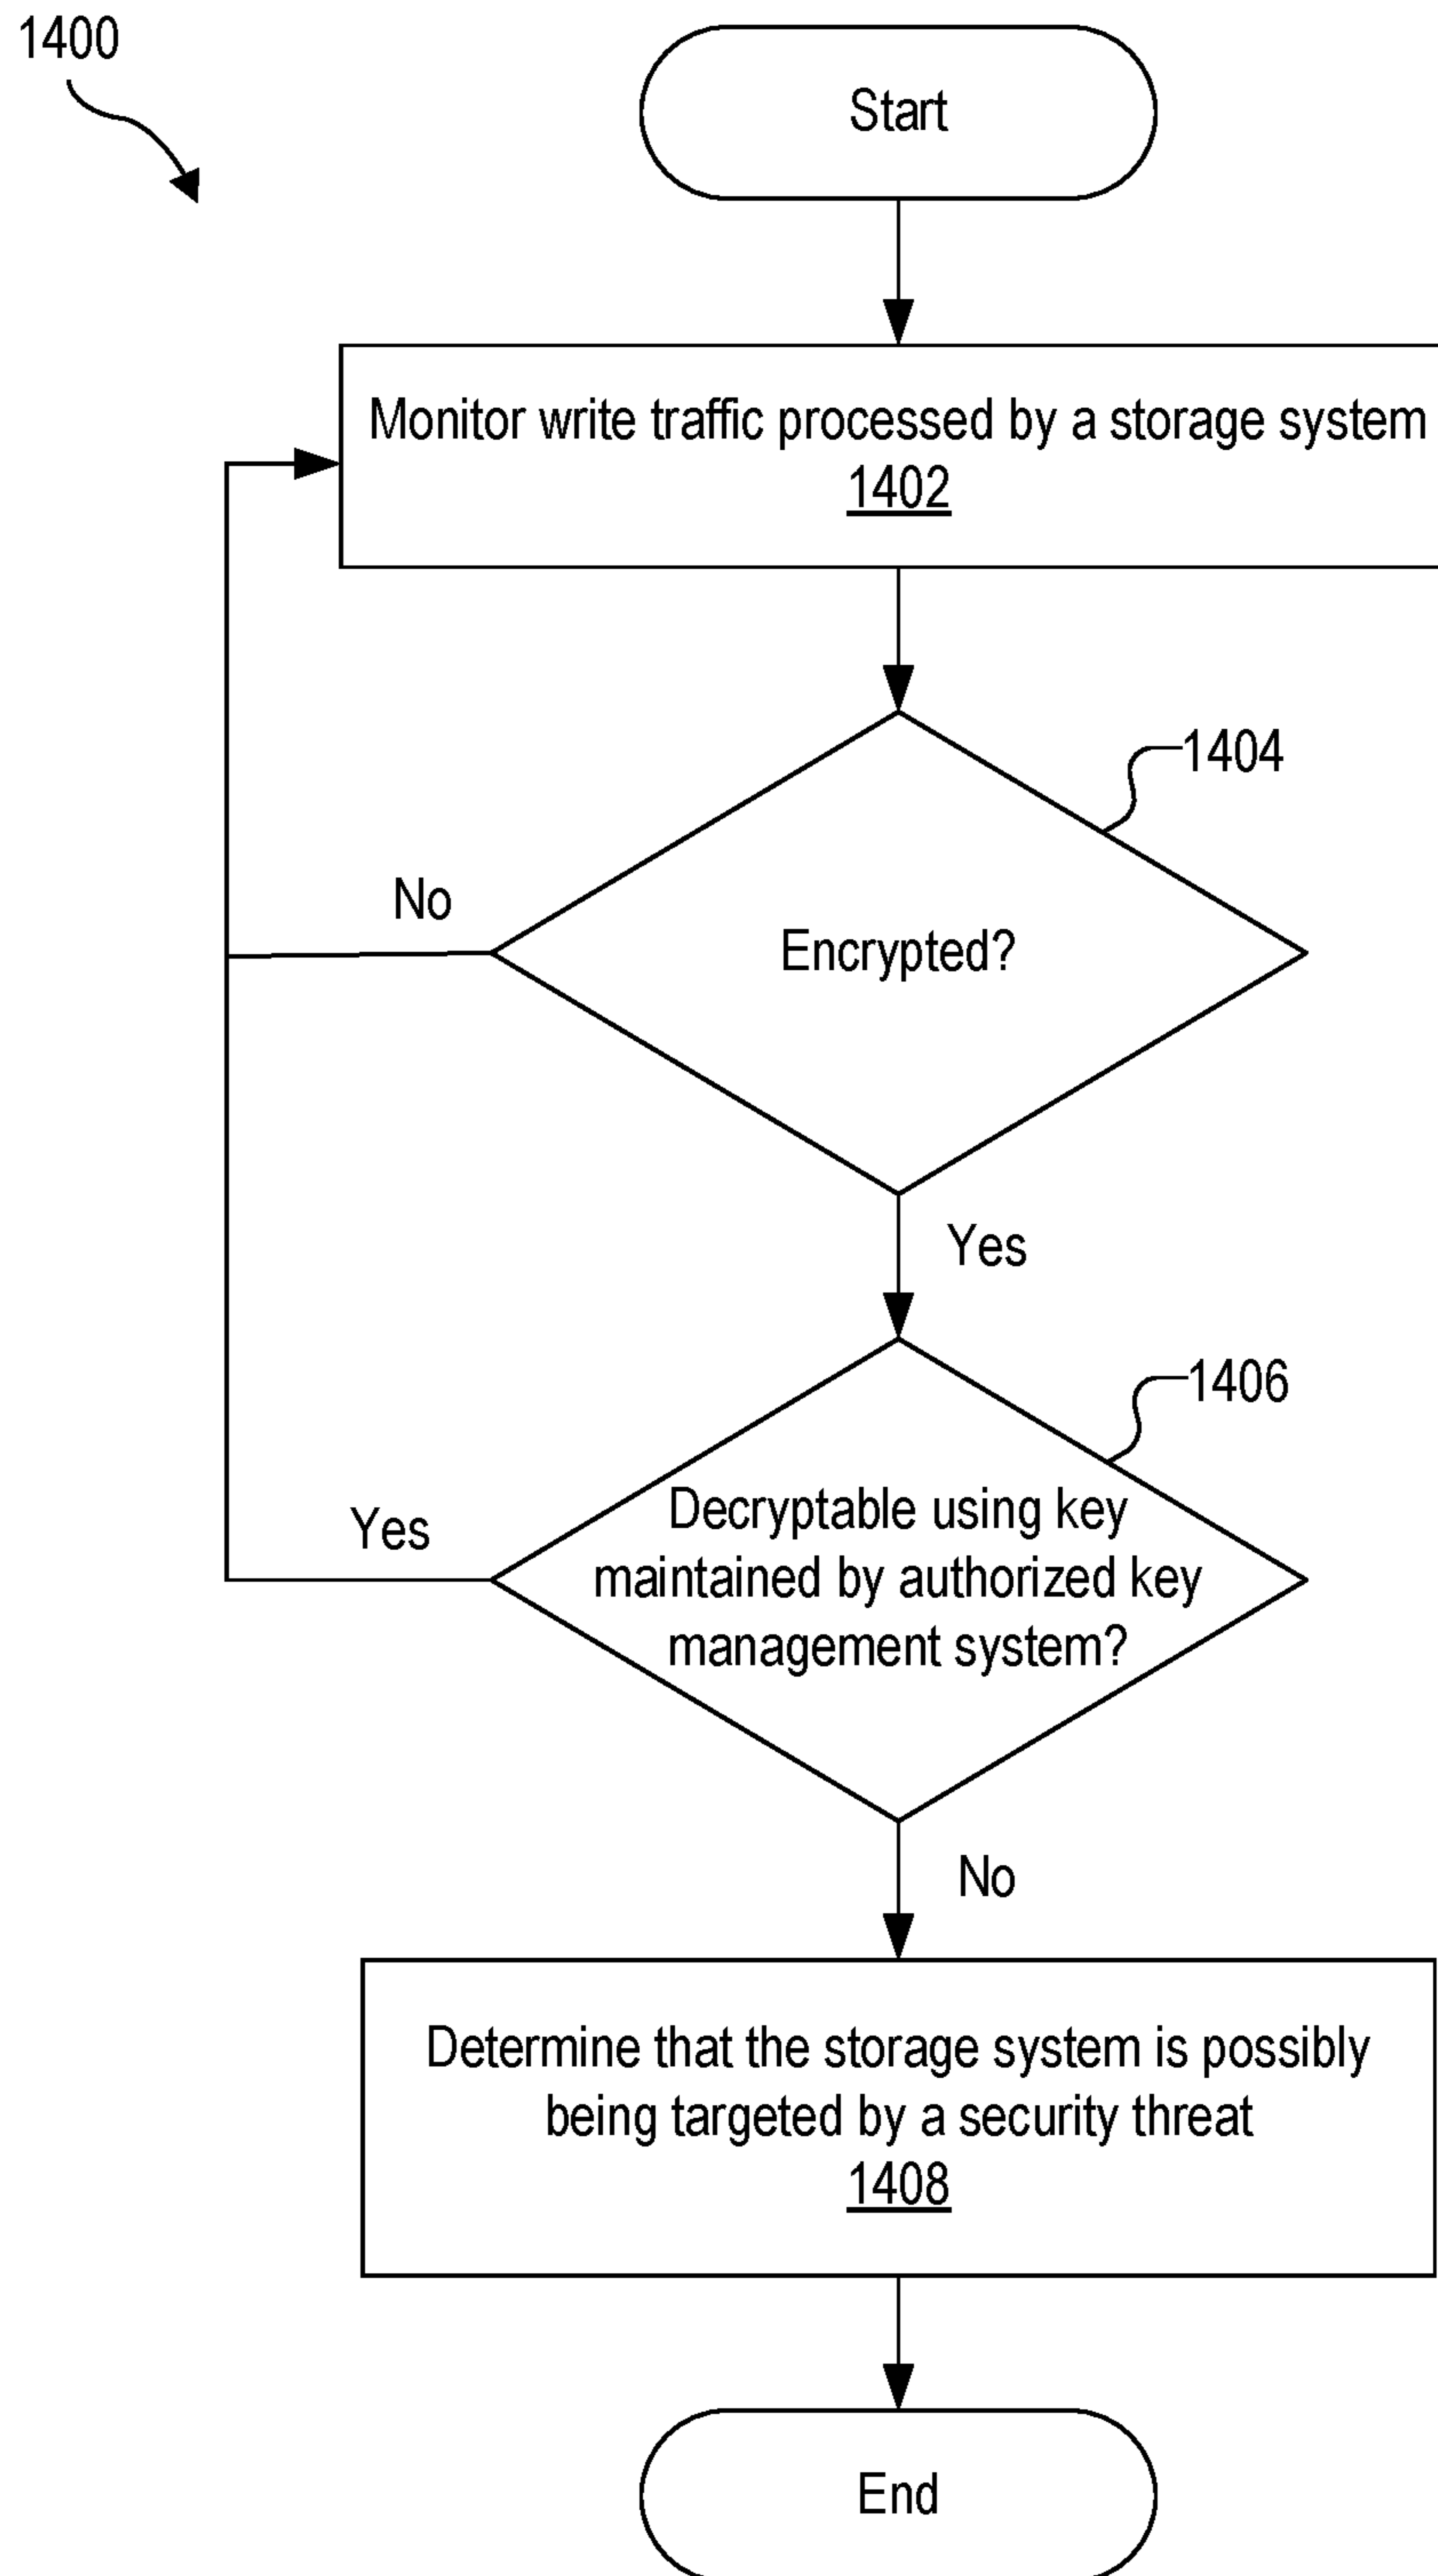 1400
Start
Monitor write traffic processed by a storage system
1402
1404
No
Encrypted?
Yes
1406
Yes
Decryptable using key
maintained by authorized key
management system?
No
Determine that the storage system is possibly
being targeted by a security threat
1408
End